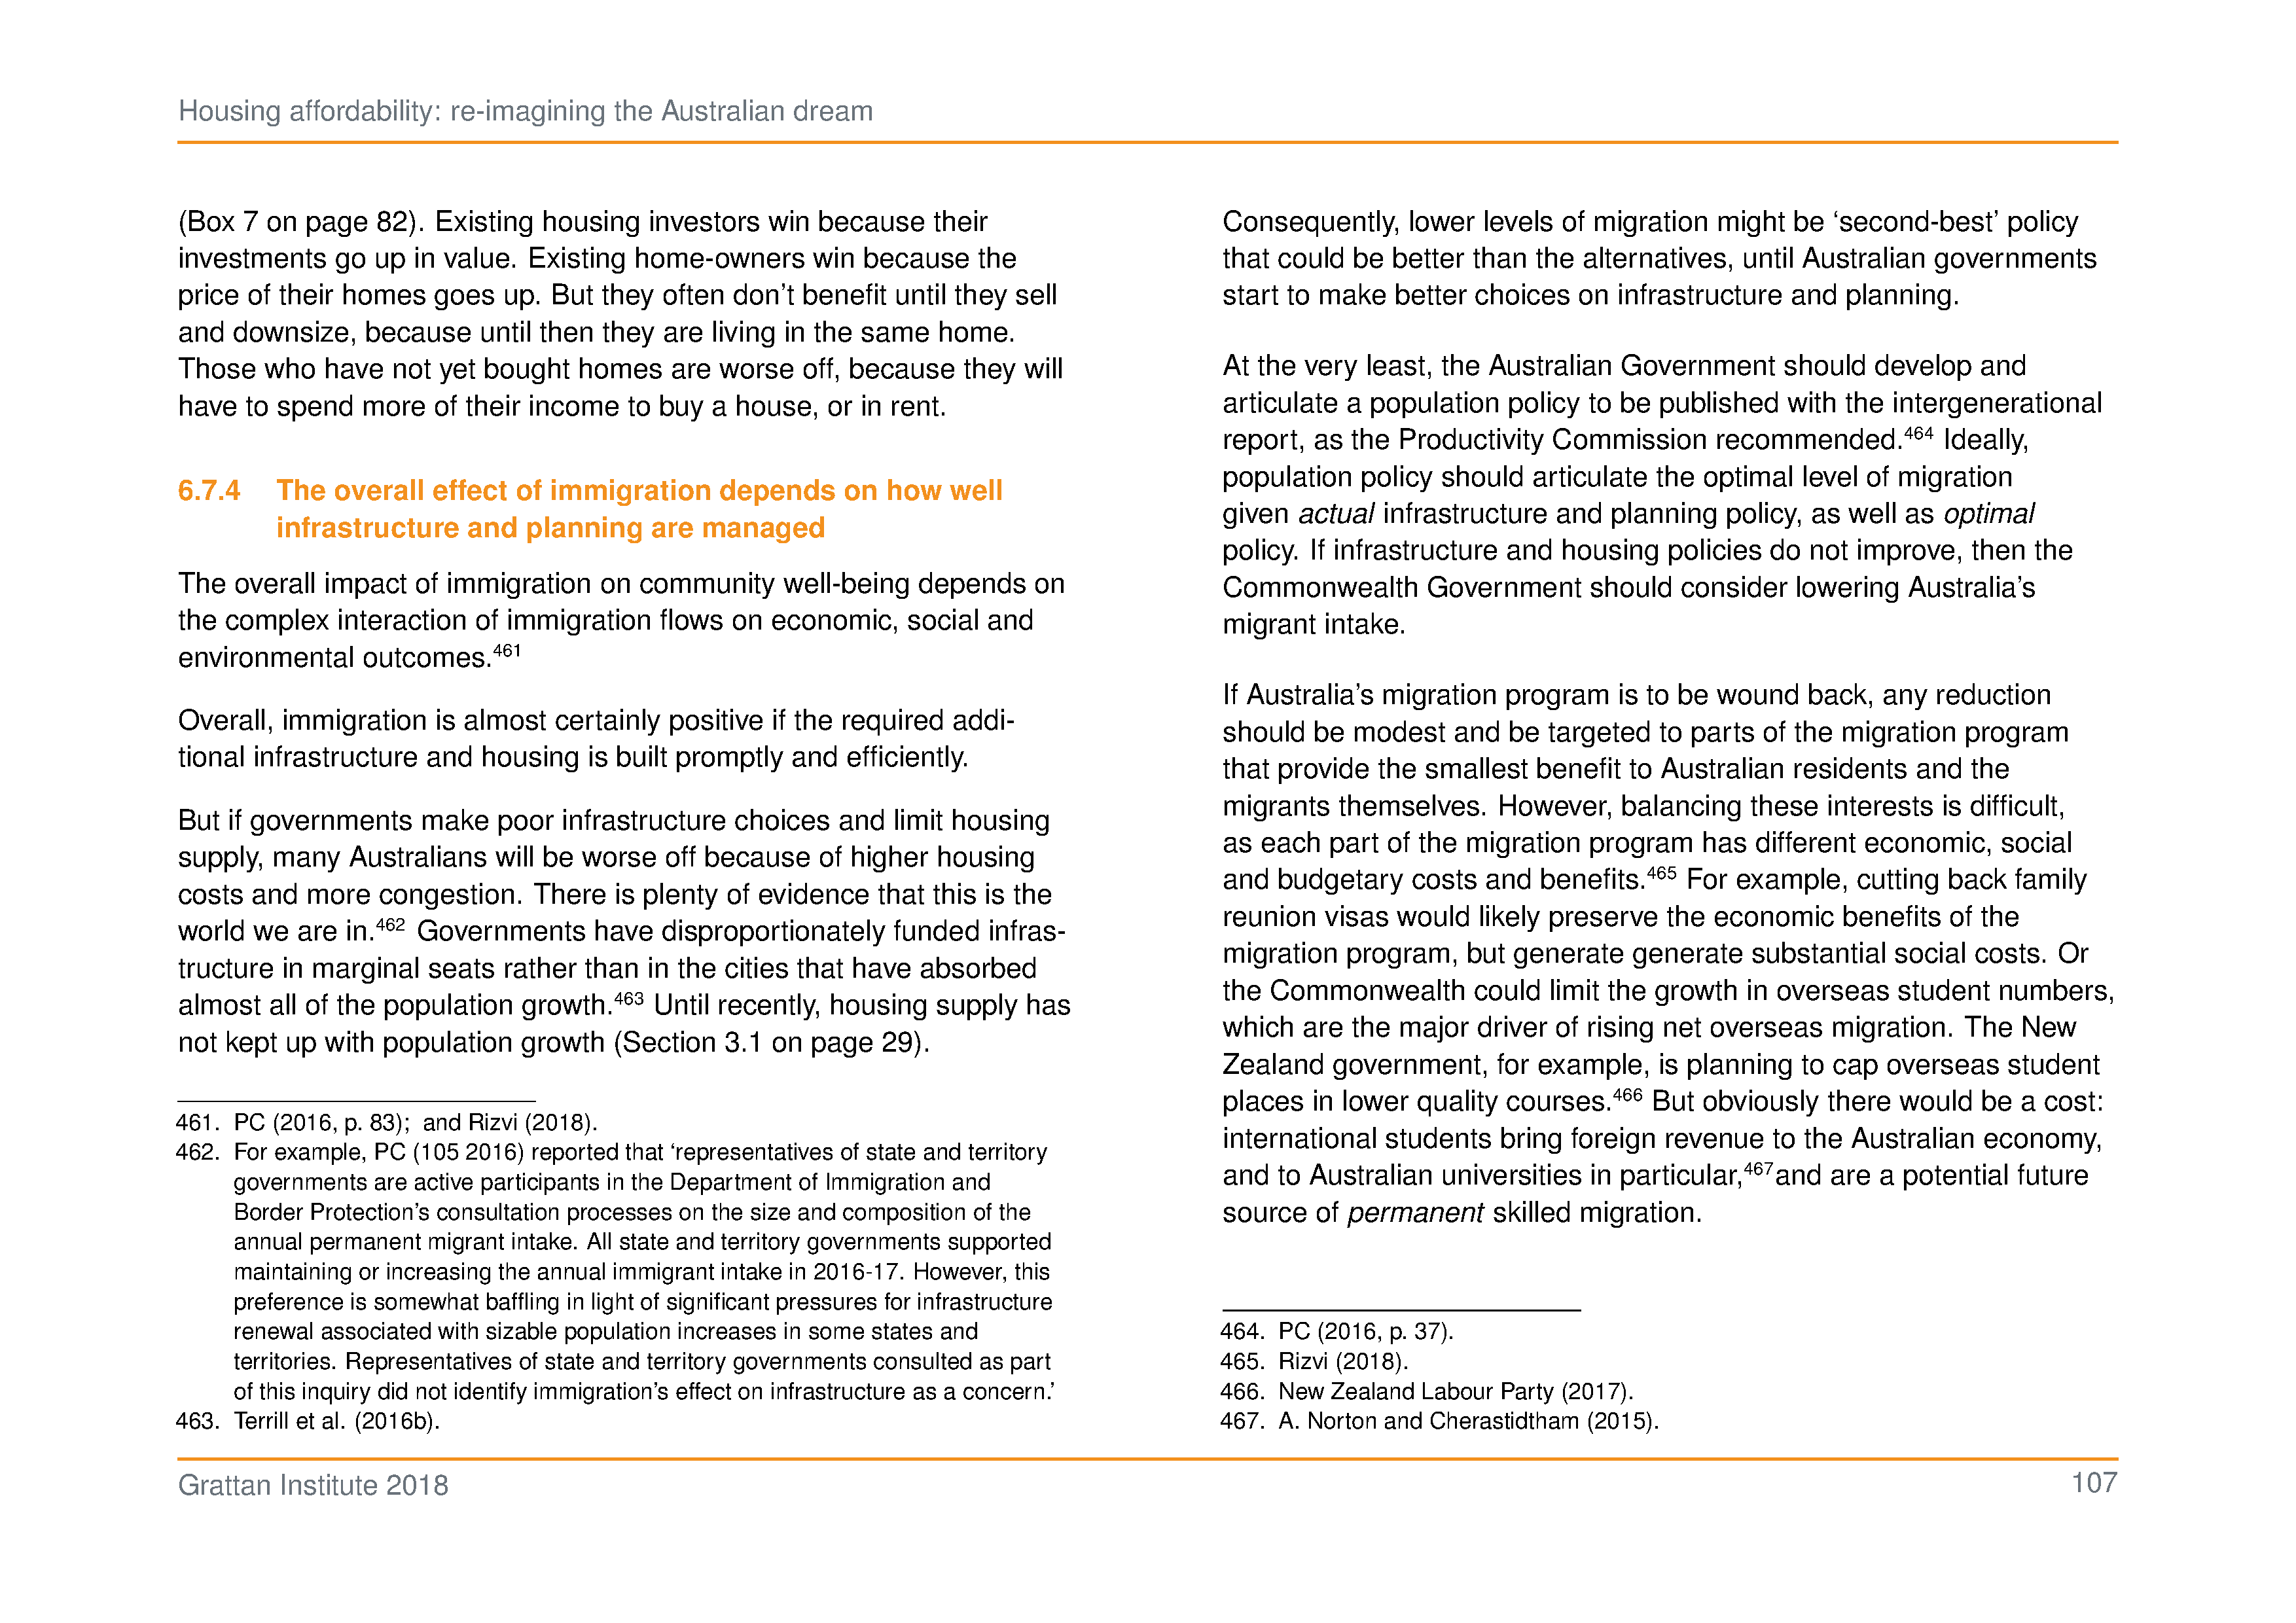 Housing affordability: re-imagining the Australian dream
(Box 7 on page 82). Existing housing investors win because their
investments go up in value. Existing home-owners win because the
price of their homes goes up. But they often don’t benefit until they sell
and downsize, because until then they are living in the same home.
Those who have not yet bought homes are worse off, because they will
have to spend more of their income to buy a house, or in rent.
6.7.4 The overall effect of immigration depends on how well
infrastructure and planning are managed
The overall impact of immigration on community well-being depends on
the complex interaction of immigration flows on economic, social and
environmental outcomes.461
Overall, immigration is almost certainly positive if the required addi-
tional infrastructure and housing is built promptly and efficiently.
But if governments make poor infrastructure choices and limit housing
supply, many Australians will be worse off because of higher housing
costs and more congestion. There is plenty of evidence that this is the
world we are in.462 Governments have disproportionately funded infras-
tructure in marginal seats rather than in the cities that have absorbed
almost all of the population growth.463 Until recently, housing supply has
not kept up with population growth (Section 3.1 on page 29).
461. PC (2016, p. 83); and Rizvi (2018).
462. For example, PC (105 2016) reported that ‘representatives of state and territory
governments are active participants in the Department of Immigration and
Border Protection’s consultation processes on the size and composition of the
annual permanent migrant intake. All state and territory governments supported
maintaining or increasing the annual immigrant intake in 2016-17. However, this
preference is somewhat baffling in light of significant pressures for infrastructure
renewal associated with sizable population increases in some states and
territories. Representatives of state and territory governments consulted as part
of this inquiry did not identify immigration’s effect on infrastructure as a concern.’
463. Terrill et al. (2016b).
Consequently, lower levels of migration might be ‘second-best’ policy
that could be better than the alternatives, until Australian governments
start to make better choices on infrastructure and planning.
At the very least, the Australian Government should develop and
articulate a population policy to be published with the intergenerational
report, as the Productivity Commission recommended.464 Ideally,
population policy should articulate the optimal level of migration
given actual infrastructure and planning policy, as well as optimal
policy. If infrastructure and housing policies do not improve, then the
Commonwealth Government should consider lowering Australia’s
migrant intake.
If Australia’s migration program is to be wound back, any reduction
should be modest and be targeted to parts of the migration program
that provide the smallest benefit to Australian residents and the
migrants themselves. However, balancing these interests is difficult,
as each part of the migration program has different economic, social
and budgetary costs and benefits.465 For example, cutting back family
reunion visas would likely preserve the economic benefits of the
migration program, but generate generate substantial social costs. Or
the Commonwealth could limit the growth in overseas student numbers,
which are the major driver of rising net overseas migration. The New
Zealand government, for example, is planning to cap overseas student
places in lower quality courses.466 But obviously there would be a cost:
international students bring foreign revenue to the Australian economy,
and to Australian universities in particular,467and are a potential future
source of permanent skilled migration.
464. PC (2016, p. 37).
465. Rizvi (2018).
466. New Zealand Labour Party (2017).
467. A. Norton and Cherastidtham (2015).
Grattan Institute 2018
107